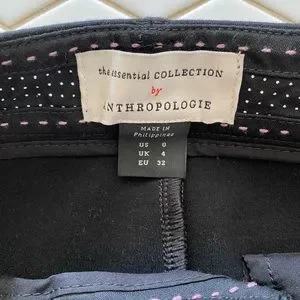 the essential COLLECTION
by
ANTHROPOLOGIE
MADE IN
Philippines
US 0
UK 4
EU 32